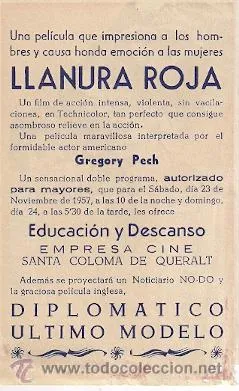 Una película que impresiona a los hom-
bres y causa honda emoción a las mujeres
LLANURA ROJA
Un film de acción intensa, violenta, sin vacila-
ciones, en Technicolor, tan perfecto que consigue
asombroso relieve en la acción.
Una película maravillosa interpretada por el
formidable actor americano
Gregory Pech
Un sensacional doble programa, autorizado
para mayores, que para el Sábado, día 23 de
Noviembre de 1957, a las 10 de la noche y domingo,
día 24, a las 5'30 de la tarde, les ofrece
Educación y Descanso
EMPRESA CINE
SANTA COLOMA DE QUERALT
Además se proyectará un Noticiario NO-DO y
la graciosa película inglesa,
DIPLOMATICO
ULTIMO MODELO
www.todocoleccion.net